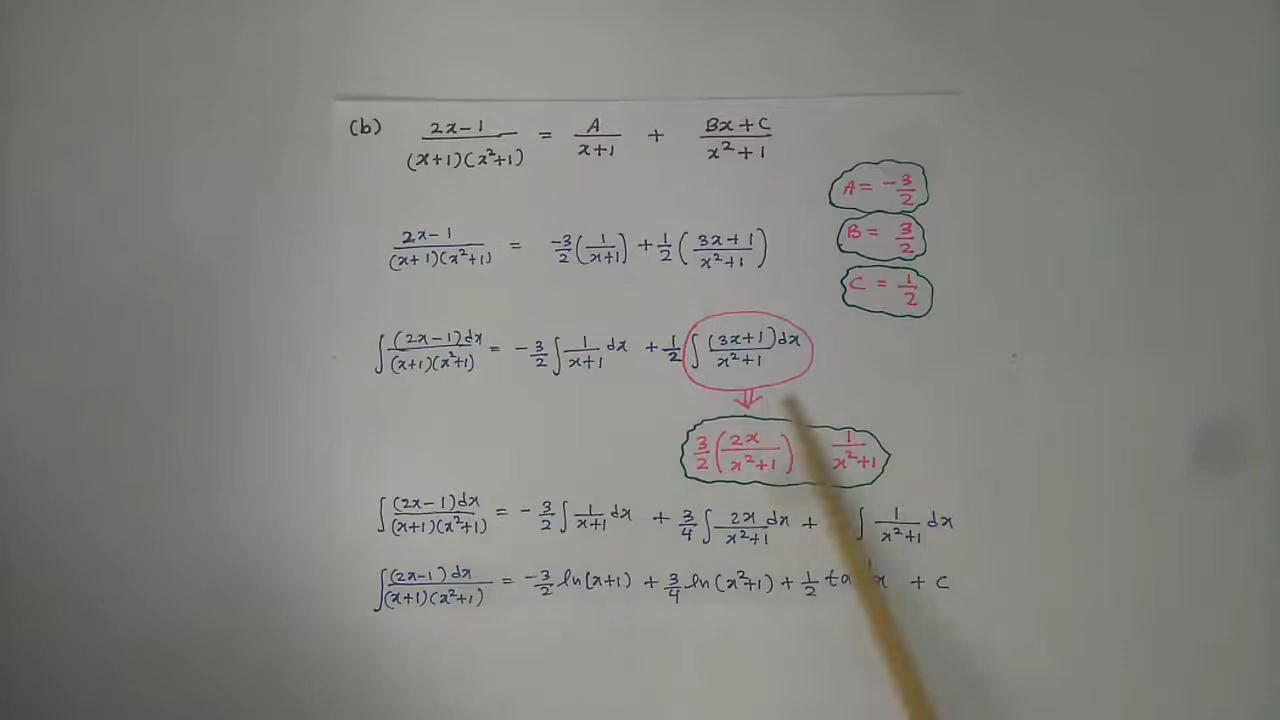 (b) 2x-1/(x+1)(x²+1) = A/x+1 + Bx+C/x²+1
A = -3/2
B = 3/2
C = 1/2
2x-1/(x+1)(x²+1) = -3/2(1/x+1) + 1/2(3x+1/x²+1)
∫(2x-1)dx/(x+1)(x²+1) = -3/2∫1/x+1 dx + 1/2∫(3x+1)dx/x²+1
⇓
3/2(2x/x²+1) 1/x²+1
∫(2x-1)dx/(x+1)(x²+1) = -3/2∫1/x+1 dx + 3/4∫2x/x²+1 dx + ∫1/x²+1 dx
∫(2x-1)dx/(x+1)(x²+1) = -3/2 ln(x+1) + 3/4 ln(x²+1) + 1/2 x + C